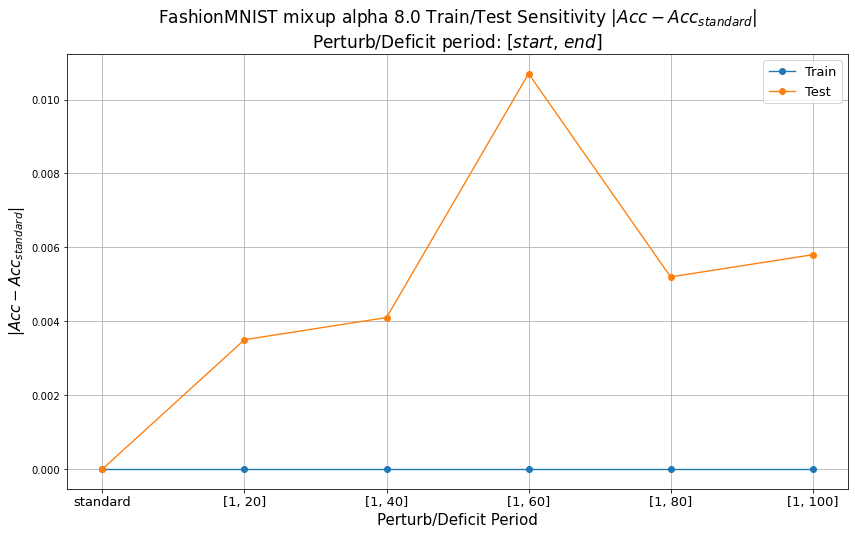 FashionMNIST mixup alpha 8.0 Train/Test Sensitivity |Acc − Acc_standard|
Perturb/Deficit period: [start, end]
Train
Test
|Acc − Acc_standard|
0.010
0.008
0.006
0.004
0.002
0.000
standard [1, 20] [1, 40] [1, 60] [1, 80] [1, 100]
Perturb/Deficit Period